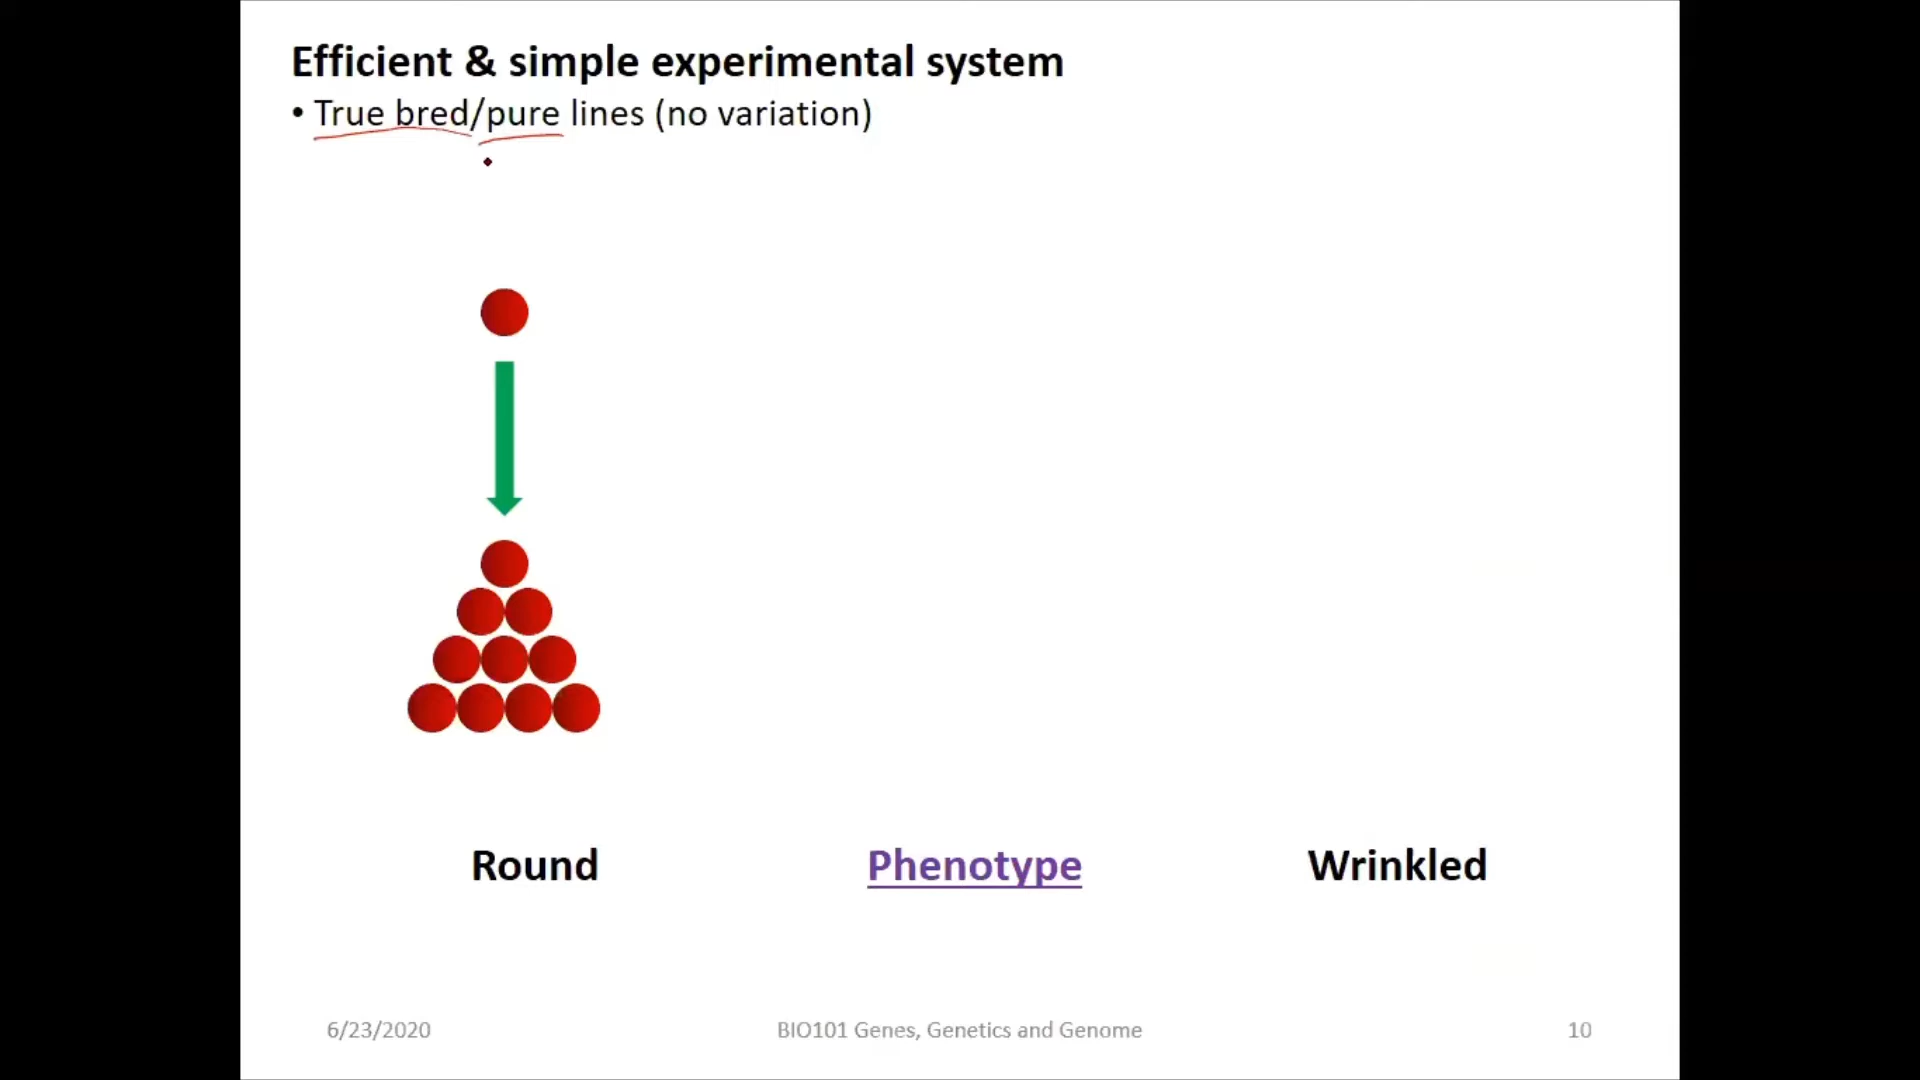 Efficient & simple experimental system
• True bred/pure lines (no variation)
Round Phenotype Wrinkled
6/23/2020 BIO101 Genes, Genetics and Genome 10